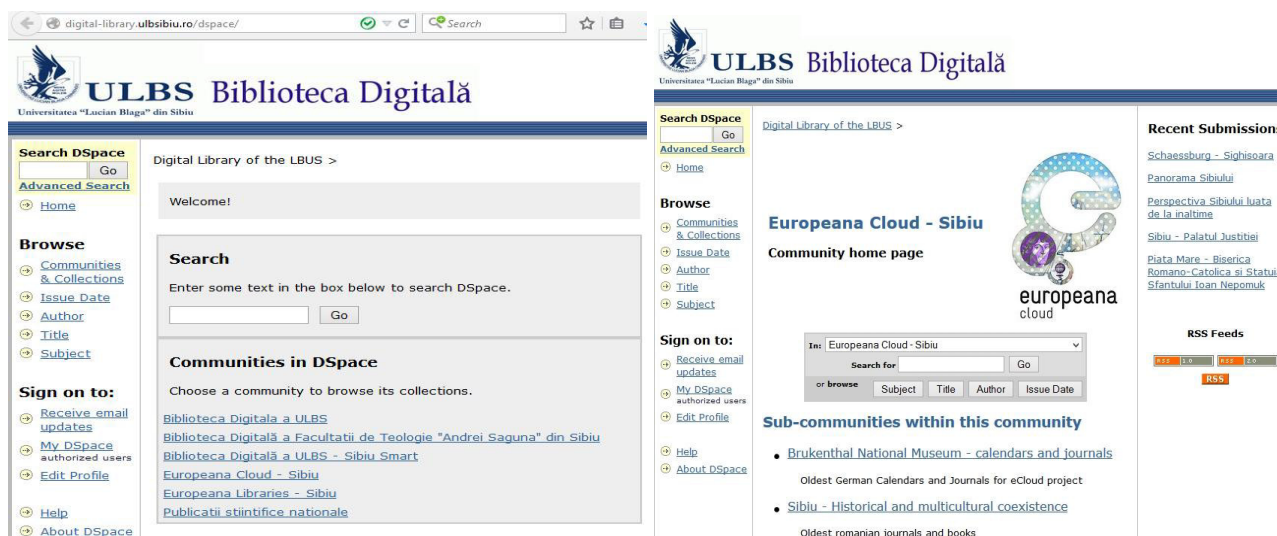 digital-library.ulbsibiu.ro/dspace/
Search
ULBS Biblioteca Digitală
Universitatea "Lucian Blaga" din Sibiu
Search DSpace
Go
Advanced Search
Home
Browse
Communities
& Collections
Issue Date
Author
Title
Subject
Sign on to:
Receive email
updates
My DSpace
authorized users
Edit Profile
Help
About DSpace
Digital Library of the LBUS >
Welcome!
Search
Enter some text in the box below to search DSpace.
Go
Communities in DSpace
Choose a community to browse its collections.
Biblioteca Digitala a ULBS
Biblioteca Digitală a Facultatii de Teologie "Andrei Saguna" din Sibiu
Biblioteca Digitală a ULBS - Sibiu Smart
Europeana Cloud - Sibiu
Europeana Libraries - Sibiu
Publicatii stiintifice nationale
ULBS Biblioteca Digitală
Universitatea "Lucian Blaga" din Sibiu
Search DSpace
Go
Advanced Search
Home
Browse
Communities
& Collections
Issue Date
Author
Title
Subject
Sign on to:
Receive email
updates
My DSpace
authorized users
Edit Profile
Help
About DSpace
Digital Library of the LBUS >
Europeana Cloud - Sibiu
Community home page
europeana
cloud
In: Europeana Cloud - Sibiu
Search for Go
or browse Subject Title Author Issue Date
Sub-communities within this community
Brukenthal National Museum - calendars and journals
Oldest German Calendars and Journals for eCloud project
Sibiu - Historical and multicultural coexistence
Oldest romanian journals and books
Recent Submissions
Schaessburg - Sighisoara
Panorama Sibiului
Perspectiva Sibiului luata
de la inaltime
Sibiu - Palatul Justitiei
Piata Mare - Biserica
Romano-Catolica si Statui
Sfantului Ioan Nepomuk
RSS Feeds
RSS 1.0 RSS 2.0
RSS